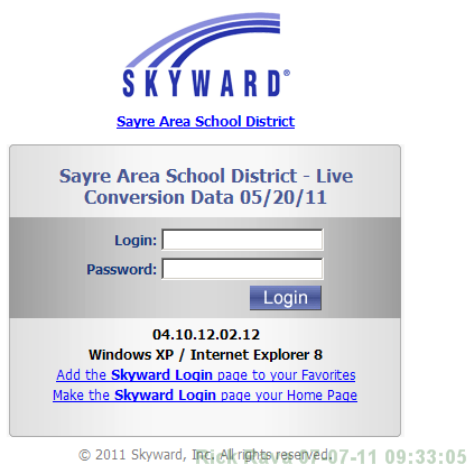 SKYWARD®
Sayre Area School District
Sayre Area School District - Live
Conversion Data 05/20/11
Login:
Password:
Login
04.10.12.02.12
Windows XP / Internet Explorer 8
Add the Skyward Login page to your Favorites
Make the Skyward Login page your Home Page
© 2011 Skyward, Inc. All rights reserved.
07-11 09:33:05